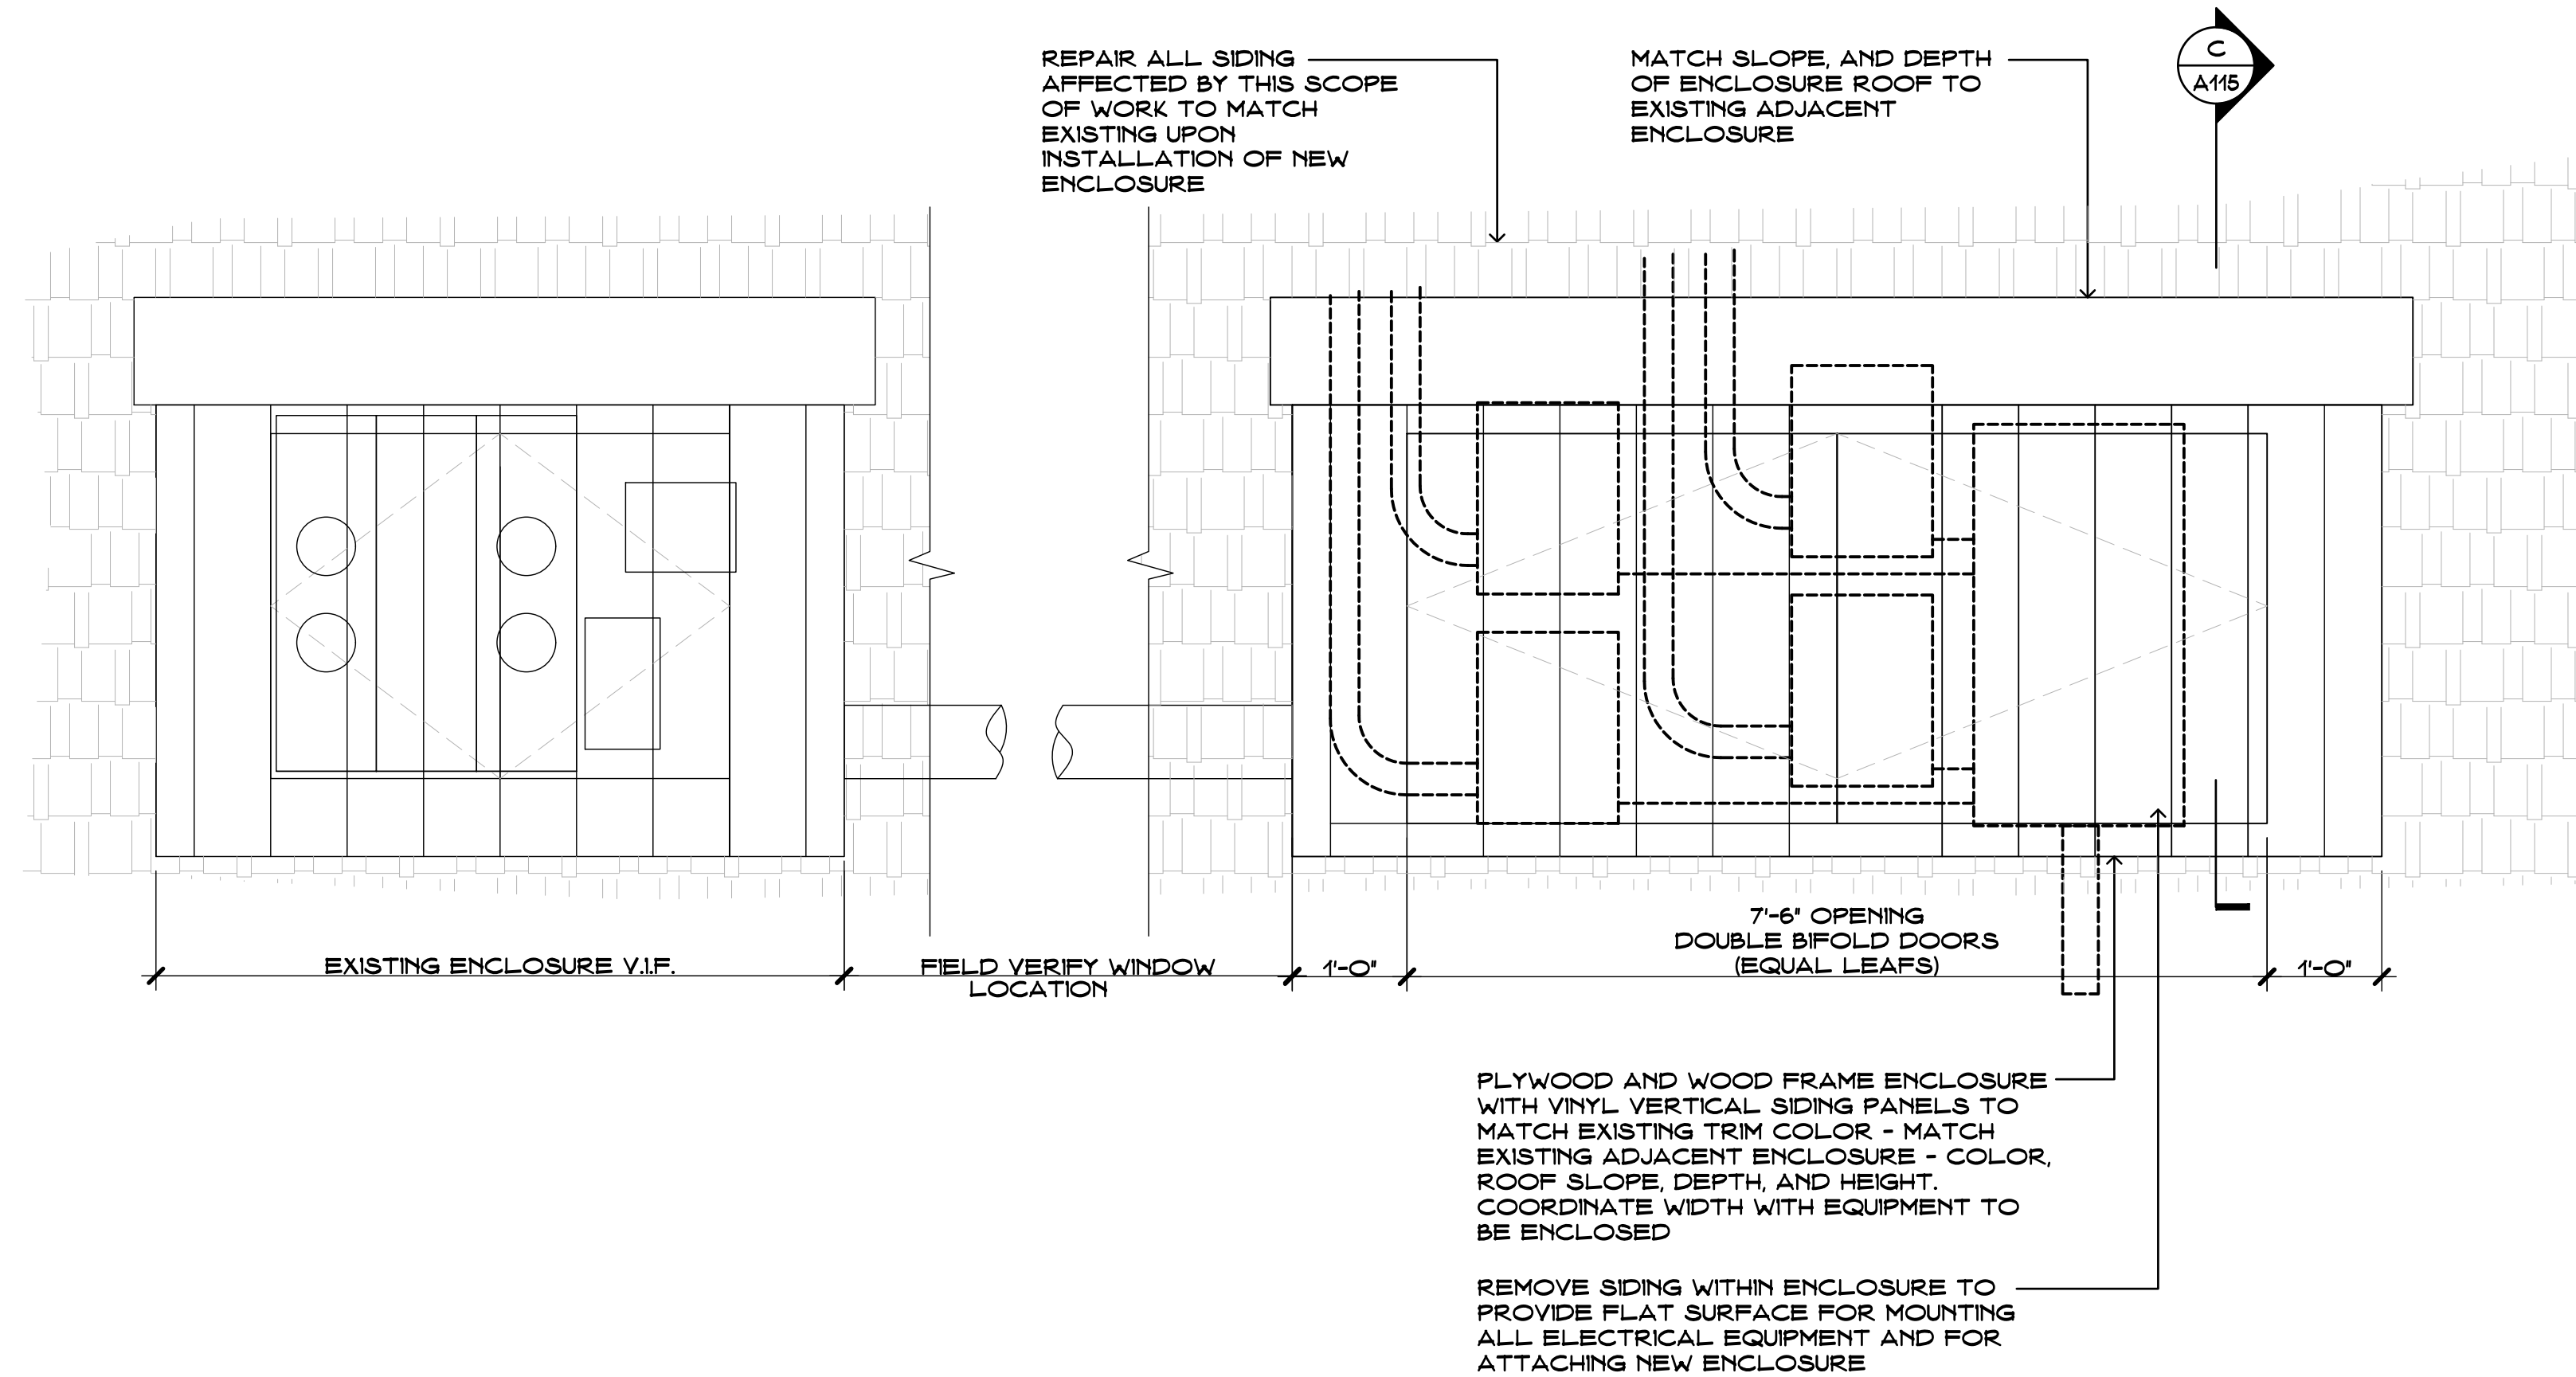 REPAIR ALL SIDING
AFFECTED BY THIS SCOPE
OF WORK TO MATCH
EXISTING UPON
INSTALLATION OF NEW
ENCLOSURE
MATCH SLOPE, AND DEPTH
OF ENCLOSURE ROOF TO
EXISTING ADJACENT
ENCLOSURE
C
A115
EXISTING ENCLOSURE V.I.F.
FIELD VERIFY WINDOW
LOCATION
1'-0"
7'-6" OPENING
DOUBLE BIFOLD DOORS
(EQUAL LEAFS)
1'-0"
PLYWOOD AND WOOD FRAME ENCLOSURE
WITH VINYL VERTICAL SIDING PANELS TO
MATCH EXISTING TRIM COLOR - MATCH
EXISTING ADJACENT ENCLOSURE - COLOR,
ROOF SLOPE, DEPTH, AND HEIGHT.
COORDINATE WIDTH WITH EQUIPMENT TO
BE ENCLOSED
REMOVE SIDING WITHIN ENCLOSURE TO
PROVIDE FLAT SURFACE FOR MOUNTING
ALL ELECTRICAL EQUIPMENT AND FOR
ATTACHING NEW ENCLOSURE